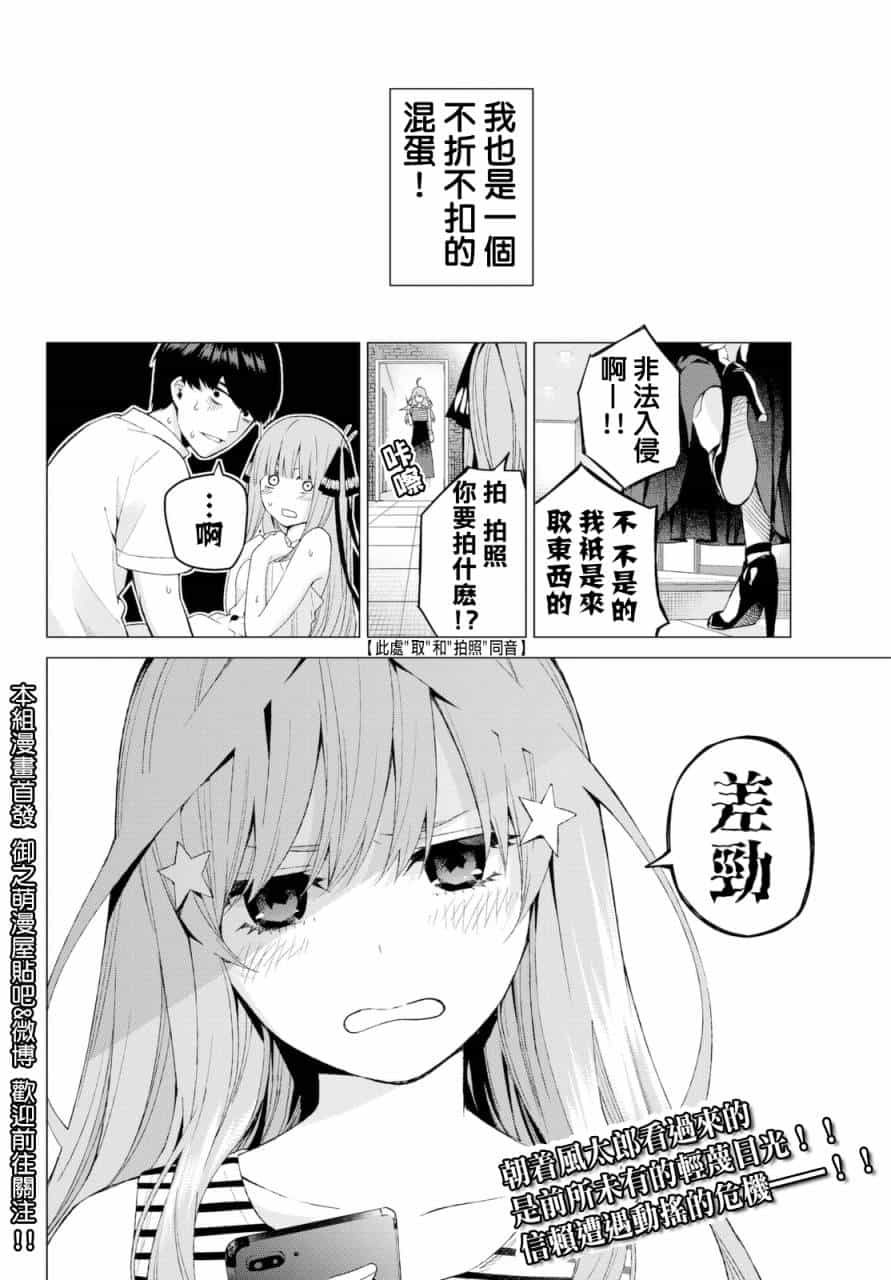 我也是一個
不折不扣的
混蛋！
非法入侵
啊—!!
不 不是的
我祇是來
取東西的
拍 拍照
你要拍什麽!?
咔嚓
【此處"取"和"拍照"同音】
…啊
差勁
朝着風太郎看過來的
是前所未有的輕蔑目光！！
信賴遭遇動搖的危機——！！
本組漫畫首發 御之萌漫屋貼吧&微博 歡迎前往關注!!